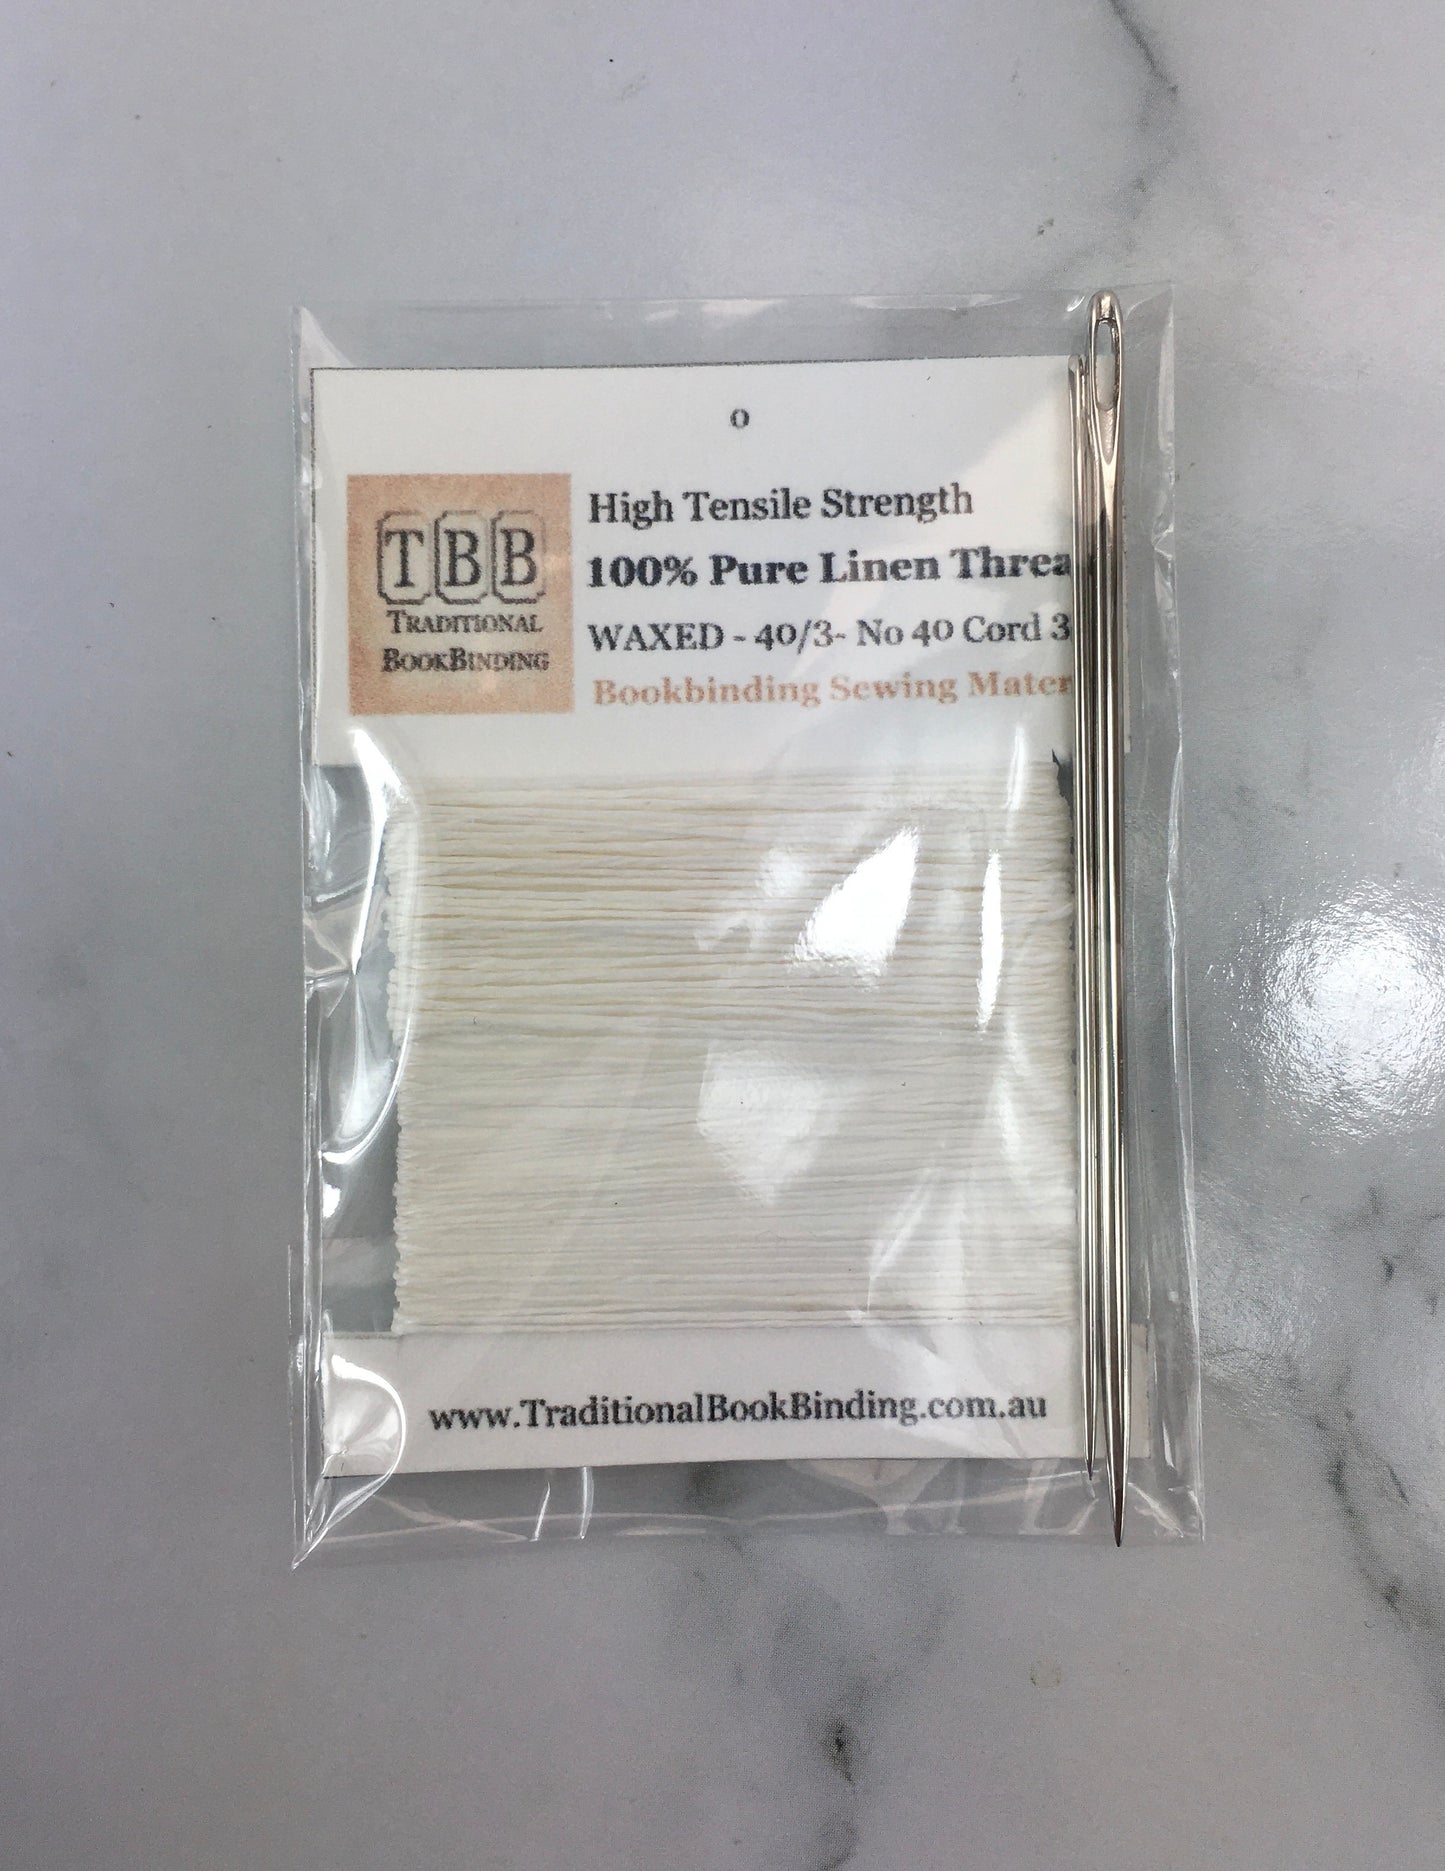 o
High Tensile Strength
100% Pure Linen Threa
WAXED - 40/3- No 40 Cord 3
Bookbinding Sewing Mater
TBB
TRADITIONAL
BOOKBINDING
www.TraditionalBookBinding.com.au